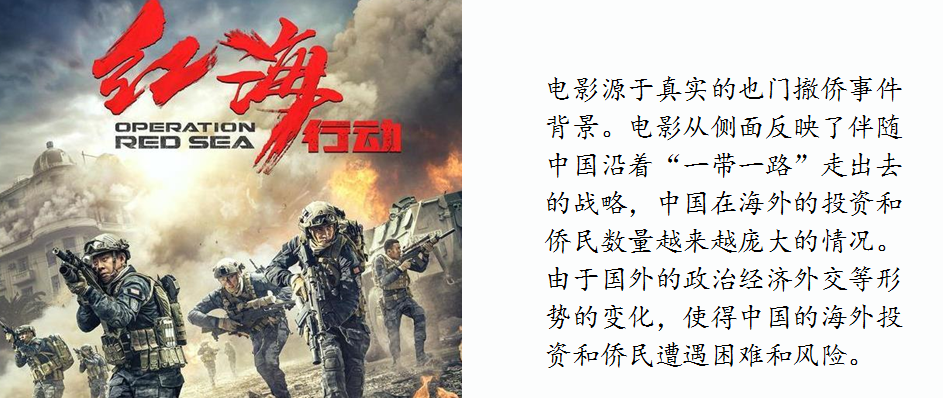 红海
OPERATION
RED SEA
行动
电影源于真实的也门撤侨事件
背景。电影从侧面反映了伴随
中国沿着“一带一路”走出去
的战略，中国在海外的投资和
侨民数量越来越庞大的情况。
由于国外的政治经济外交等形
势的变化，使得中国的海外投
资和侨民遭遇困难和风险。